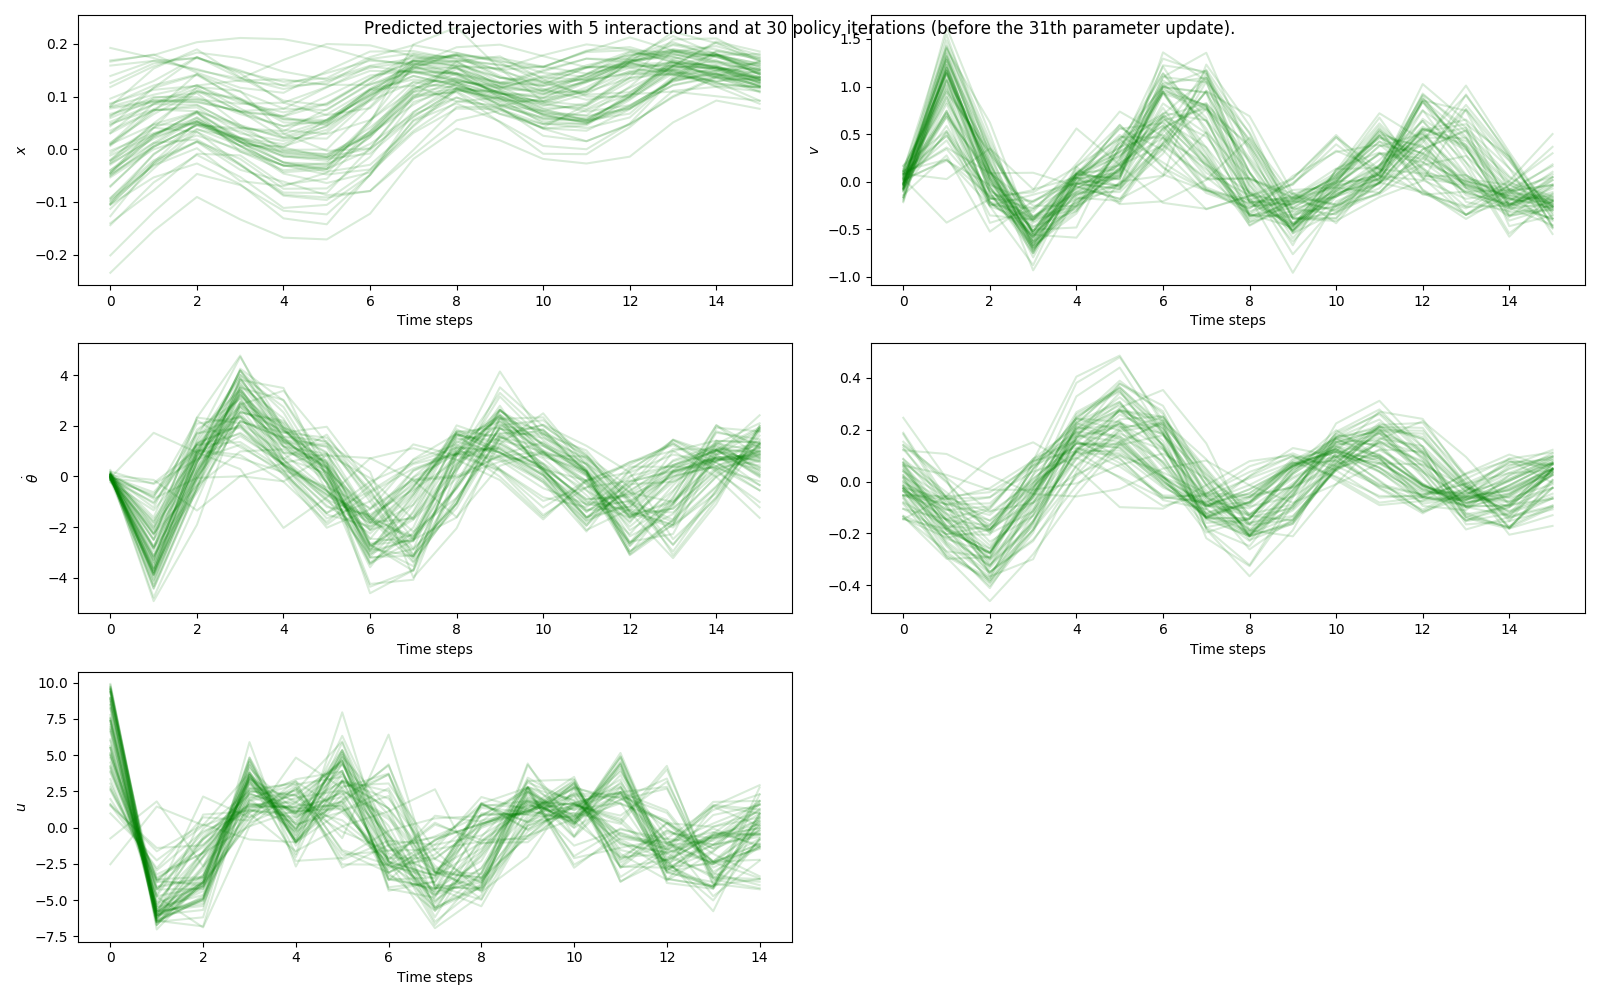 Predicted trajectories with 5 interactions and at 30 policy iterations (before the 31th parameter update).
0.2
0.1
0.0
−0.1
−0.2
x
0 2 4 6 8 10 12 14
Time steps
1.5
1.0
0.5
0.0
−0.5
−1.0
v
0 2 4 6 8 10 12 14
Time steps
4
2
0
−2
−4
θ̇
0 2 4 6 8 10 12 14
Time steps
0.4
0.2
0.0
−0.2
−0.4
θ
0 2 4 6 8 10 12 14
Time steps
10.0
7.5
5.0
2.5
0.0
−2.5
−5.0
−7.5
u
0 2 4 6 8 10 12 14
Time steps